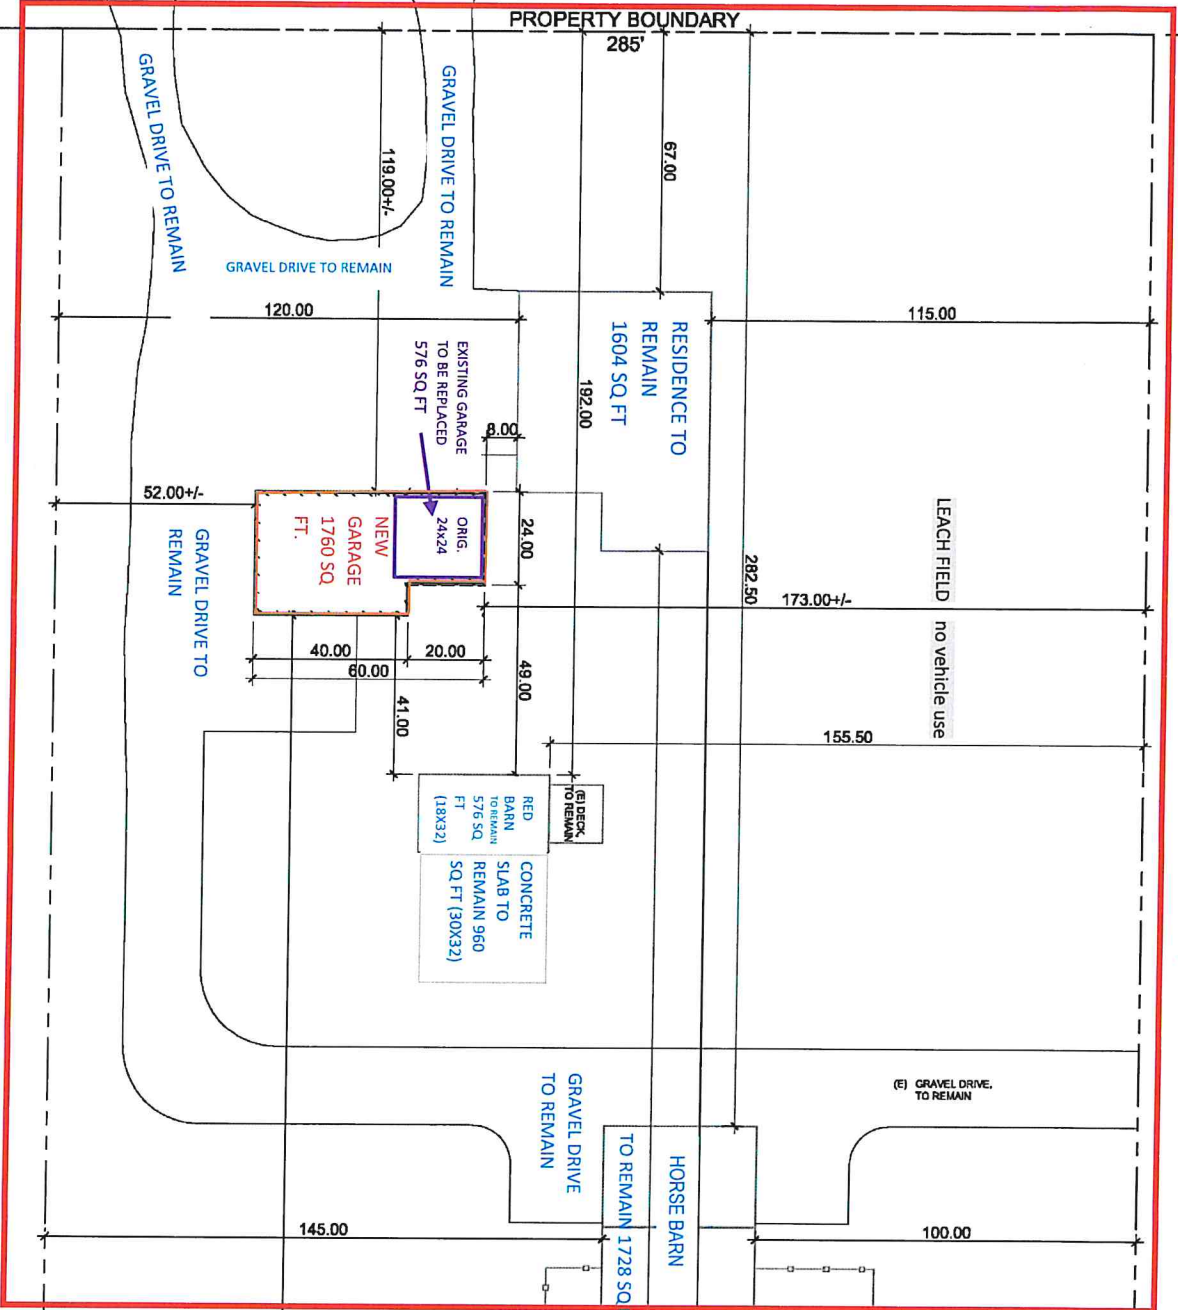 PROPERTY BOUNDARY
285'
GRAVEL DRIVE TO REMAIN
GRAVEL DRIVE TO REMAIN
119.00+/-
67.00
GRAVEL DRIVE TO REMAIN
120.00
115.00
RESIDENCE TO
REMAIN
1604 SQ FT
EXISTING GARAGE
TO BE REPLACED
576 SQ FT
192.00
8.00
52.00+/-
ORIG.
24x24
NEW
GARAGE
1760 SQ
FT.
24.00
282.50
173.00+/-
LEACH FIELD no vehicle use
GRAVEL DRIVE TO
REMAIN
40.00
20.00
60.00
49.00
41.00
155.50
(E) DECK,
TO REMAIN
RED
BARN
TO REMAIN
576 SQ
FT
(18X32)
CONCRETE
SLAB TO
REMAIN 960
SQ FT (30X32)
(E) GRAVEL DRIVE,
TO REMAIN
GRAVEL DRIVE
TO REMAIN
HORSE BARN
TO REMAIN 1728 SQ
145.00
100.00